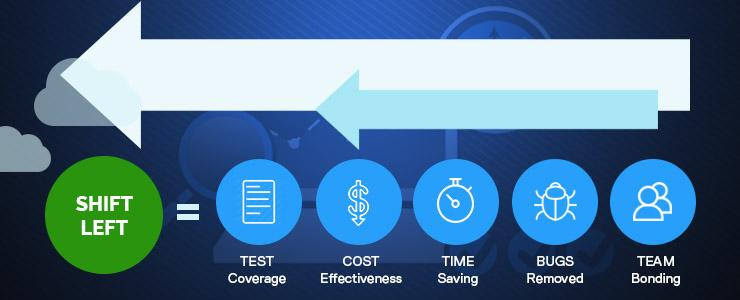 SHIFT
LEFT
=
TEST
Coverage
COST
Effectiveness
TIME
Saving
BUGS
Removed
TEAM
Bonding